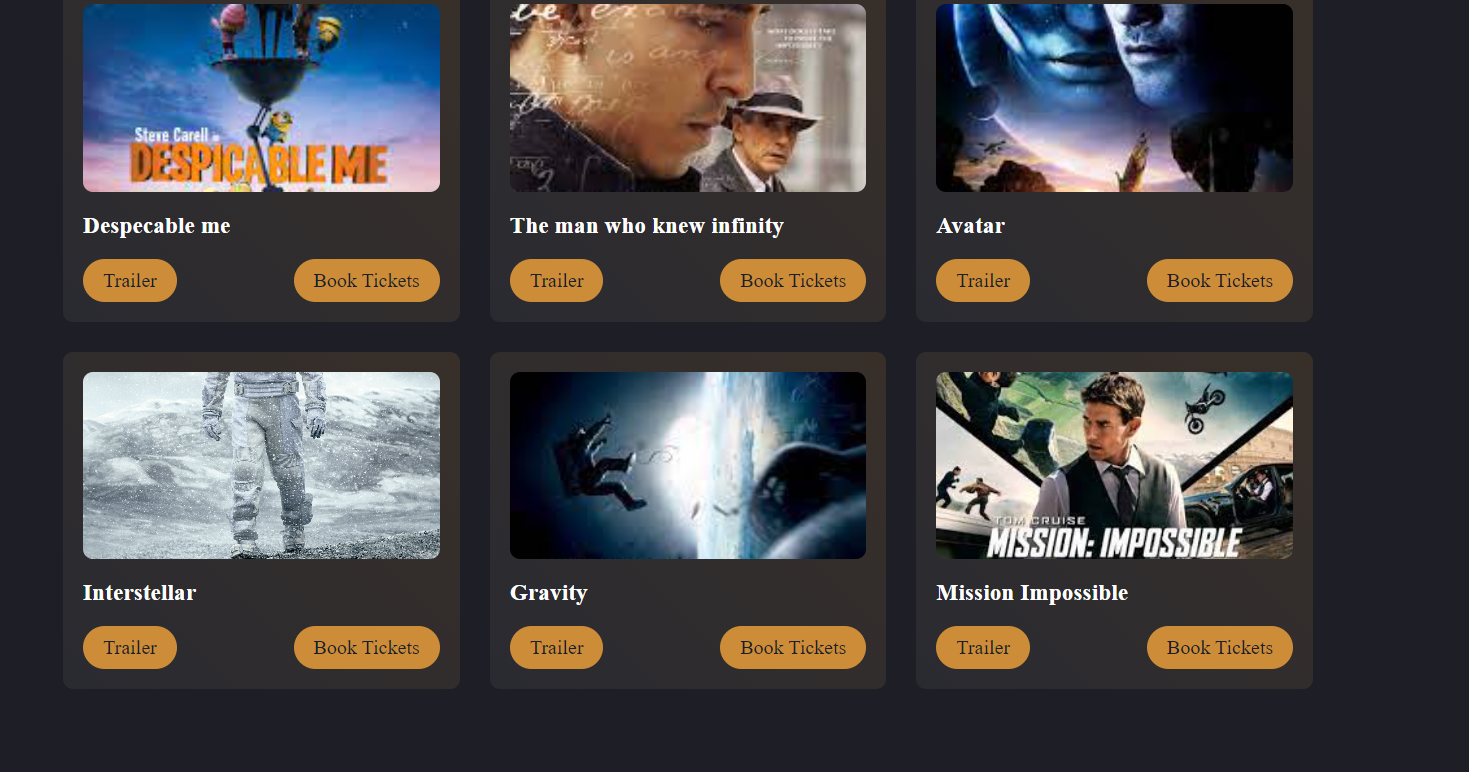 Steve Carell is
DESPICABLE ME
Despecable me
Trailer
Book Tickets
The man who knew infinity
Trailer
Book Tickets
Avatar
Trailer
Book Tickets
Interstellar
Trailer
Book Tickets
Gravity
Trailer
Book Tickets
TOM CRUISE
MISSION: IMPOSSIBLE
Mission Impossible
Trailer
Book Tickets